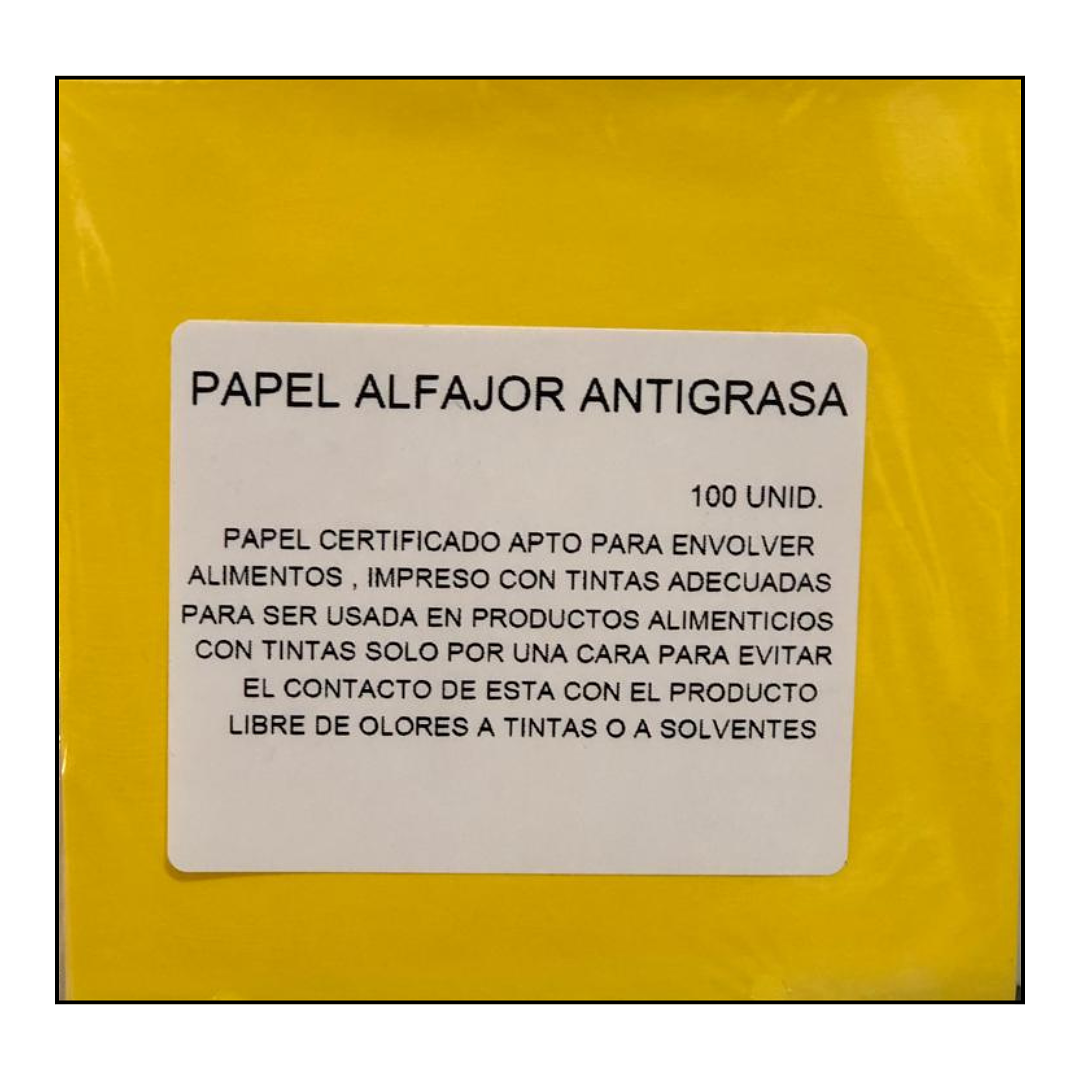 PAPEL ALFAJOR ANTIGRASA
100 UNID.
PAPEL CERTIFICADO APTO PARA ENVOLVER
ALIMENTOS , IMPRESO CON TINTAS ADECUADAS
PARA SER USADA EN PRODUCTOS ALIMENTICIOS
CON TINTAS SOLO POR UNA CARA PARA EVITAR
EL CONTACTO DE ESTA CON EL PRODUCTO
LIBRE DE OLORES A TINTAS O A SOLVENTES